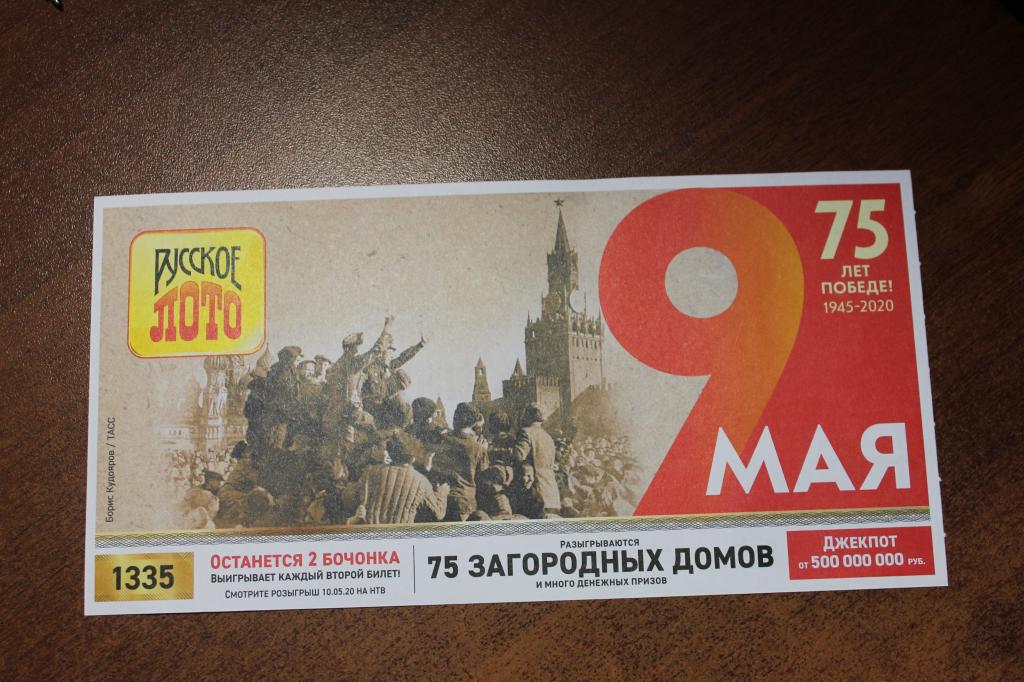 РУССКОЕ
ЛОТО
75
ЛЕТ
ПОБЕДЕ!
1945-2020
9
МАЯ
Борис Кудояров / ТАСС
1335
ОСТАНЕТСЯ 2 БОЧОНКА
ВЫИГРЫВАЕТ КАЖДЫЙ ВТОРОЙ БИЛЕТ!
СМОТРИТЕ РОЗЫГРЫШ 10.05.20 НА НТВ
РАЗЫГРЫВАЮТСЯ
75 ЗАГОРОДНЫХ ДОМОВ
И МНОГО ДЕНЕЖНЫХ ПРИЗОВ
ДЖЕКПОТ
ОТ 500 000 000 РУБ.